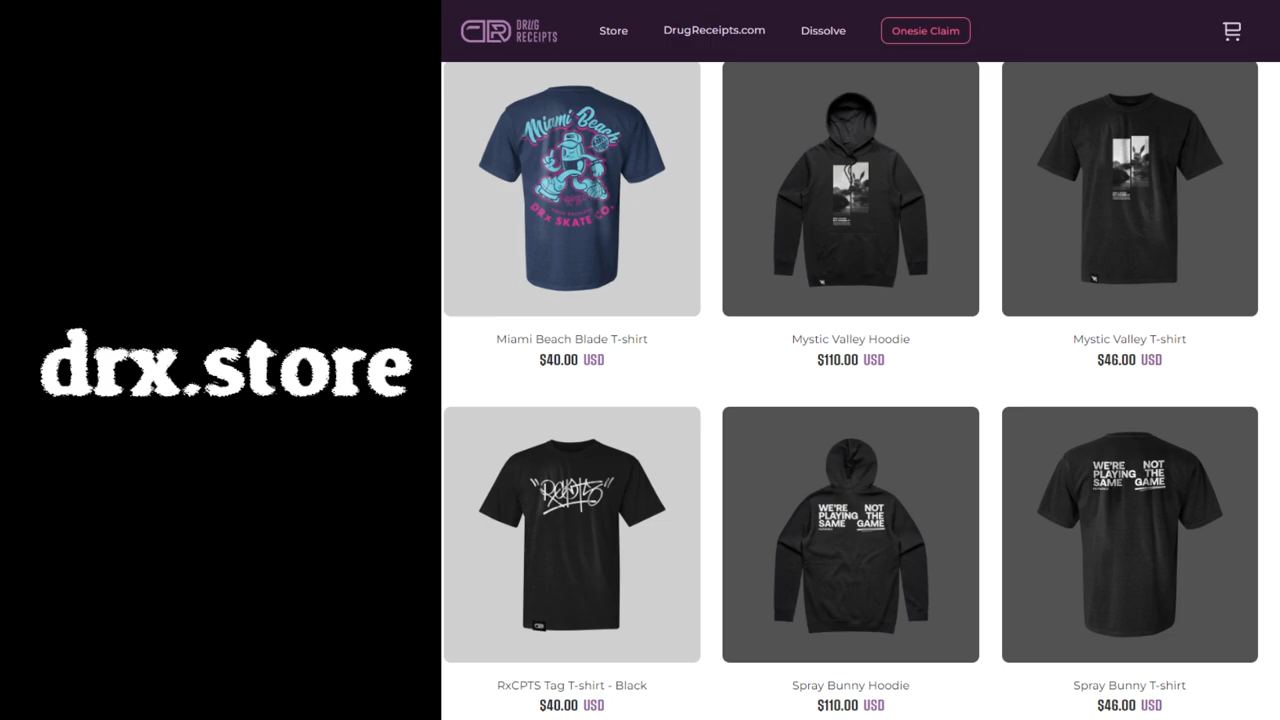 drx.store
DRUG
RECEIPTS
Store
DrugReceipts.com
Dissolve
Onesie Claim
Miami Beach
DRx SKATE CO.
Miami Beach Blade T-shirt
$40.00 USD
Mystic Valley Hoodie
$110.00 USD
Mystic Valley T-shirt
$46.00 USD
"RxCPTS"
WE'RE NOT
PLAYING THE
SAME GAME
WE'RE NOT
PLAYING THE
SAME GAME
RxCPTS Tag T-shirt - Black
$40.00 USD
Spray Bunny Hoodie
$110.00 USD
Spray Bunny T-shirt
$46.00 USD